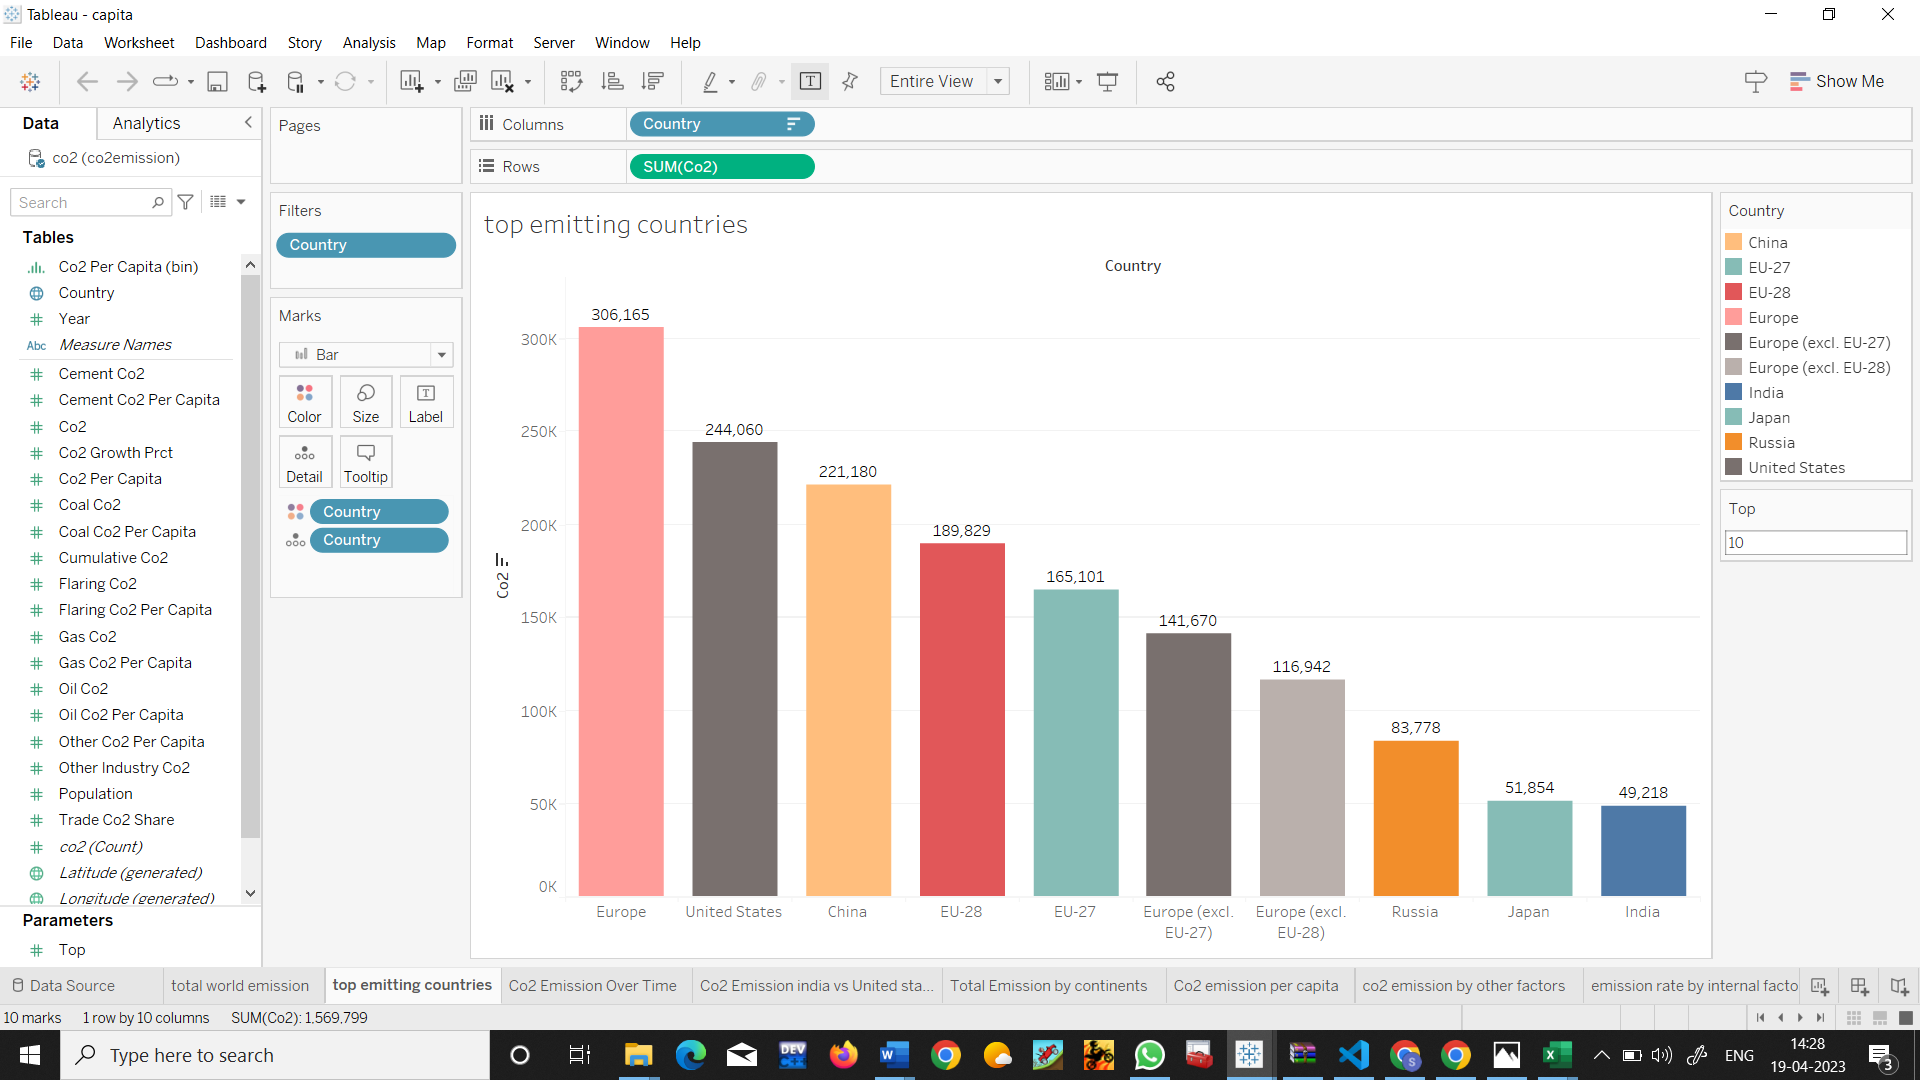 Tableau - capita
File Data Worksheet Dashboard Story Analysis Map Format Server Window Help
Entire View
Show Me
Data Analytics
co2 (co2emission)
Search
Tables
Co2 Per Capita (bin)
Country
Year
Abc Measure Names
Cement Co2
Cement Co2 Per Capita
Co2
Co2 Growth Prct
Co2 Per Capita
Coal Co2
Coal Co2 Per Capita
Cumulative Co2
Flaring Co2
Flaring Co2 Per Capita
Gas Co2
Gas Co2 Per Capita
Oil Co2
Oil Co2 Per Capita
Other Co2 Per Capita
Other Industry Co2
Population
Trade Co2 Share
co2 (Count)
Latitude (generated)
Longitude (generated)
Parameters
Top
Pages
Filters
Country
Marks
Bar
Color Size Label
Detail Tooltip
Country
Country
Columns Country
Rows SUM(Co2)
top emitting countries
Country
Co2
300K
250K
200K
150K
100K
50K
0K
306,165
244,060
221,180
189,829
165,101
141,670
116,942
83,778
51,854
49,218
Europe
United States
China
EU-28
EU-27
Europe (excl.
EU-27)
Europe (excl.
EU-28)
Russia
Japan
India
Country
China
EU-27
EU-28
Europe
Europe (excl. EU-27)
Europe (excl. EU-28)
India
Japan
Russia
United States
Top
10
Data Source total world emission top emitting countries Co2 Emission Over Time Co2 Emission india vs United sta... Total Emission by continents Co2 emission per capita co2 emission by other factors emission rate by internal facto
10 marks 1 row by 10 columns SUM(Co2): 1,569,799
Type here to search
DEV
C++
ENG
14:28
19-04-2023
3